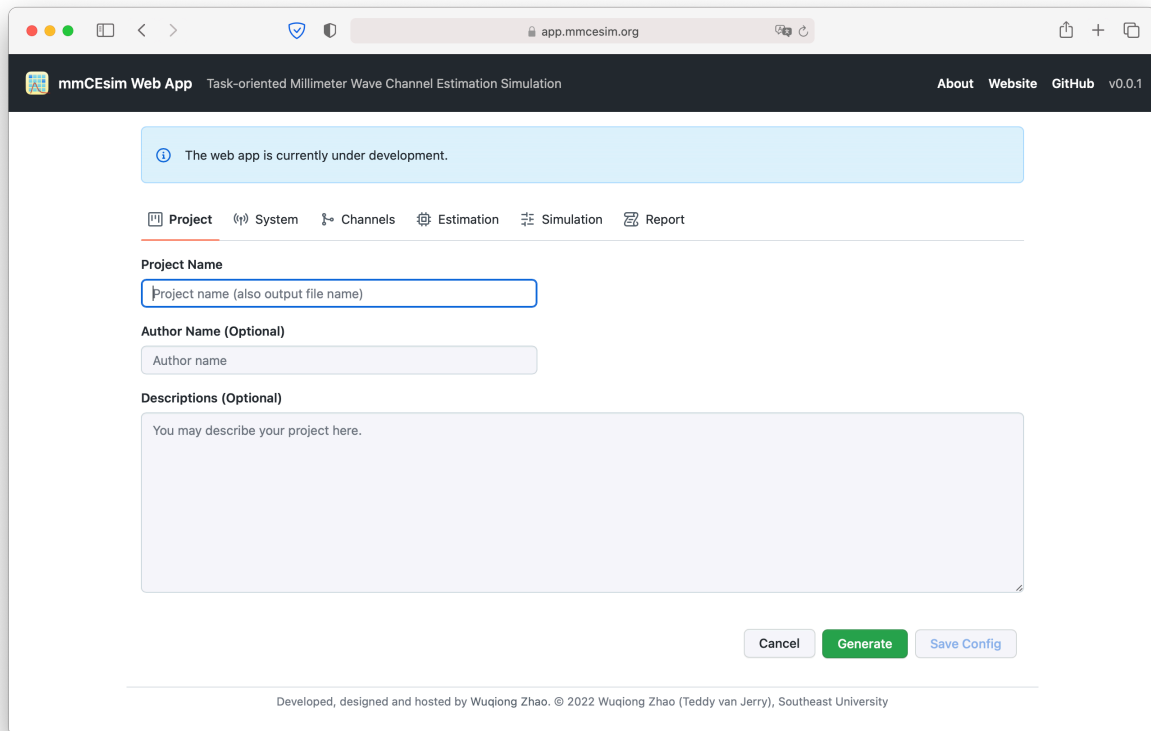 app.mmcesim.org
mmCEsim Web App Task-oriented Millimeter Wave Channel Estimation Simulation About Website GitHub v0.0.1
The web app is currently under development.
Project System Channels Estimation Simulation Report
Project Name
Project name (also output file name)
Author Name (Optional)
Author name
Descriptions (Optional)
You may describe your project here.
Cancel Generate Save Config
Developed, designed and hosted by Wuqiong Zhao. © 2022 Wuqiong Zhao (Teddy van Jerry), Southeast University